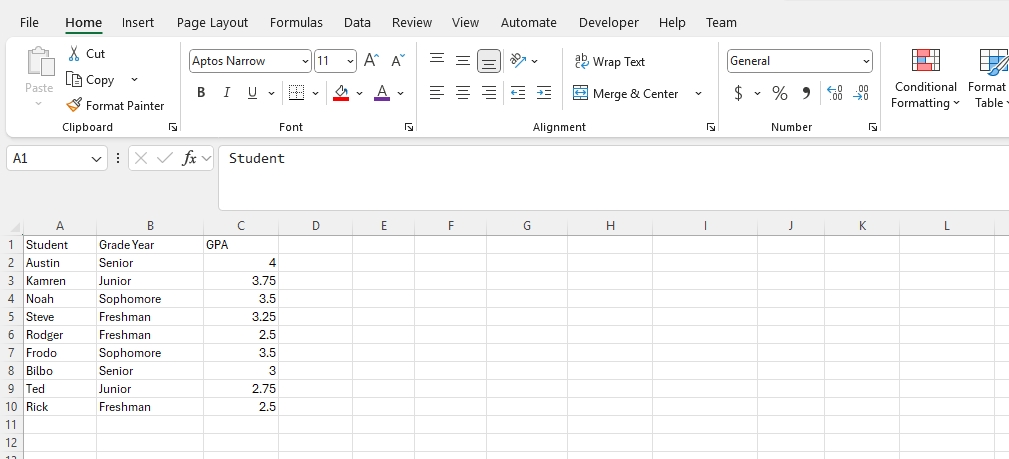 File Home Insert Page Layout Formulas Data Review View Automate Developer Help Team
Paste
Cut
Copy
Format Painter
Clipboard
Aptos Narrow 11 A A
B I U A
Font
ab Wrap Text
Merge & Center
Alignment
General
$ % 9 .00 .00
Number
Conditional
Formatting
Format
Table
A1 fx Student
A B C D E F G H I J K L
1 Student Grade Year GPA
2 Austin Senior 4
3 Kamren Junior 3.75
4 Noah Sophomore 3.5
5 Steve Freshman 3.25
6 Rodger Freshman 2.5
7 Frodo Sophomore 3.5
8 Bilbo Senior 3
9 Ted Junior 2.75
10 Rick Freshman 2.5
11
12